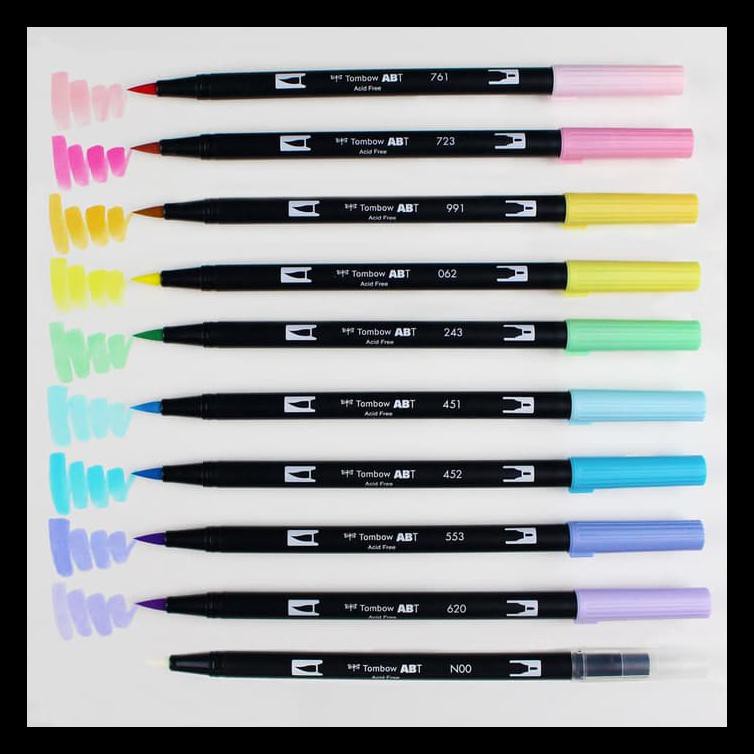 Tombow ABT 761
Acid Free
Tombow ABT 723
Acid Free
Tombow ABT 991
Acid Free
Tombow ABT 062
Acid Free
Tombow ABT 243
Acid Free
Tombow ABT 451
Acid Free
Tombow ABT 452
Acid Free
Tombow ABT 553
Acid Free
Tombow ABT 620
Acid Free
Tombow ABT N00
Acid Free